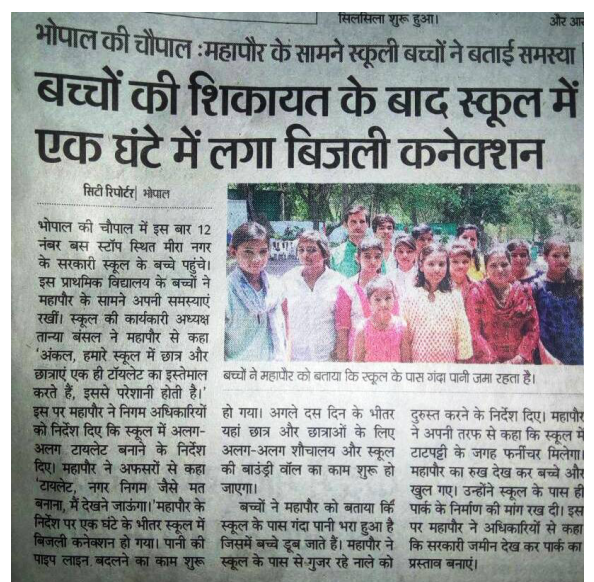 सिलसिला शुरू हुआ।
और आर
भोपाल की चौपाल :महापौर के सामने स्कूली बच्चों ने बताई समस्या
बच्चों की शिकायत के बाद स्कूल में
एक घंटे में लगा बिजली कनेक्शन
सिटी रिपोर्टर| भोपाल
भोपाल की चौपाल में इस बार 12
नंबर बस स्टॉप स्थित मीरा नगर
के सरकारी स्कूल के बच्चे पहुंचे।
इस प्राथमिक विद्यालय के बच्चों ने
महापौर के सामने अपनी समस्याएं
रखीं। स्कूल की कार्यकारी अध्यक्ष
तान्या बंसल ने महापौर से कहा
'अंकल, हमारे स्कूल में छात्र और
छात्राएं एक ही टॉयलेट का इस्तेमाल
करते हैं, इससे परेशानी होती है।'
इस पर महापौर ने निगम अधिकारियों
को निर्देश दिए कि स्कूल में अलग-
अलग टायलेट बनाने के निर्देश
दिए। महापौर ने अफसरों से कहा
'टायलेट, नगर निगम जैसे मत
बनाना, मैं देखने जाऊंगा।'महापौर के
निर्देश पर एक घंटे के भीतर स्कूल में
बिजली कनेक्शन हो गया। पानी की
पाइप लाइन बदलने का काम शुरू
बच्चों ने महापौर को बताया कि स्कूल के पास गंदा पानी जमा रहता है।
हो गया। अगले दस दिन के भीतर
यहां छात्र और छात्राओं के लिए
अलग-अलग शौचालय और स्कूल
की बाउंड्री वॉल का काम शुरू हो
जाएगा।
बच्चों ने महापौर को बताया कि
स्कूल के पास गंदा पानी भरा हुआ है
जिसमें बच्चे डूब जाते हैं। महापौर ने
स्कूल के पास से गुजर रहे नाले को
दुरुस्त करने के निर्देश दिए। महापौर
ने अपनी तरफ से कहा कि स्कूल में
टाटपट्टी के जगह फर्नीचर मिलेगा।
महापौर का रुख देख कर बच्चे और
खुल गए। उन्होंने स्कूल के पास ही
पार्क के निर्माण की मांग रख दी। इस
पर महापौर ने अधिकारियों से कहा
कि सरकारी जमीन देख कर पार्क का
प्रस्ताव बनाएं।